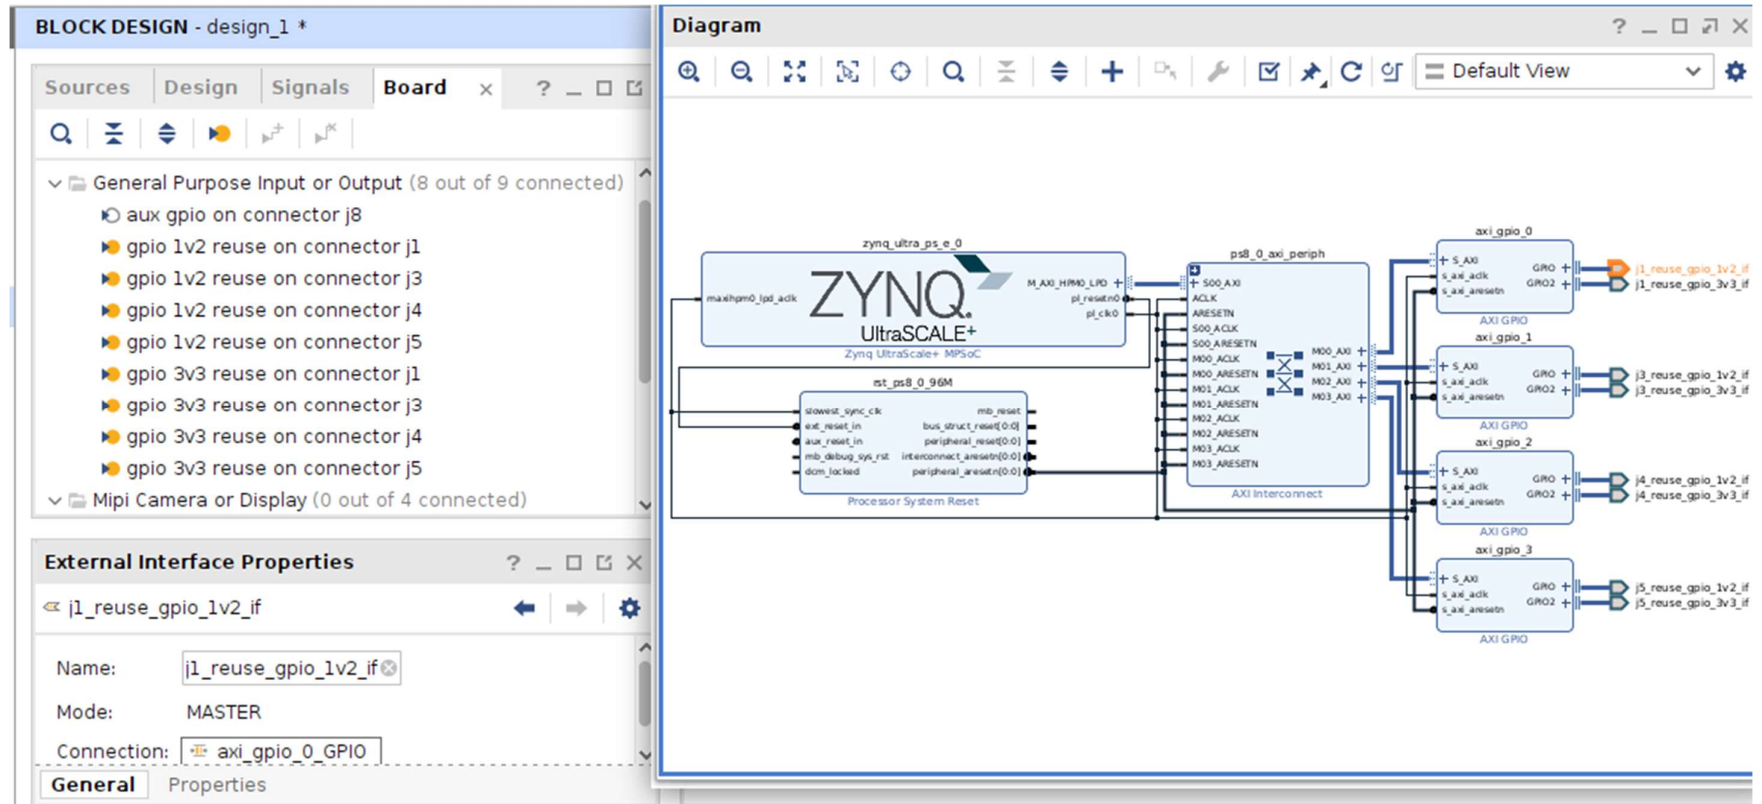 BLOCK DESIGN - design_1 *
Sources Design Signals Board
General Purpose Input or Output (8 out of 9 connected)
aux gpio on connector j8
gpio 1v2 reuse on connector j1
gpio 1v2 reuse on connector j3
gpio 1v2 reuse on connector j4
gpio 1v2 reuse on connector j5
gpio 3v3 reuse on connector j1
gpio 3v3 reuse on connector j3
gpio 3v3 reuse on connector j4
gpio 3v3 reuse on connector j5
Mipi Camera or Display (0 out of 4 connected)
External Interface Properties
j1_reuse_gpio_1v2_if
Name: j1_reuse_gpio_1v2_if
Mode: MASTER
Connection: axi_gpio_0_GPIO
General Properties
Diagram
Default View
zynq_ultra_ps_e_0
maxihpm0_lpd_aclk
ZYNQ
UltraSCALE+
M_AXI_HPM0_LPD
pl_resetn0
pl_clk0
Zynq UltraScale+ MPSoC
rst_ps8_0_96M
slowest_sync_clk
ext_reset_in
aux_reset_in
mb_debug_sys_rst
dcm_locked
mb_reset
bus_struct_reset[0:0]
peripheral_reset[0:0]
interconnect_aresetn[0:0]
peripheral_aresetn[0:0]
Processor System Reset
ps8_0_axi_periph
S00_AXI
ACLK
ARESETN
S00_ACLK
S00_ARESETN
M00_ACLK
M00_ARESETN
M01_ACLK
M01_ARESETN
M02_ACLK
M02_ARESETN
M03_ACLK
M03_ARESETN
M00_AXI
M01_AXI
M02_AXI
M03_AXI
AXI Interconnect
axi_gpio_0
S_AXI
s_axi_aclk
s_axi_aresetn
GPIO
GPIO2
AXI GPIO
j1_reuse_gpio_1v2_if
j1_reuse_gpio_3v3_if
axi_gpio_1
S_AXI
s_axi_aclk
s_axi_aresetn
GPIO
GPIO2
AXI GPIO
j3_reuse_gpio_1v2_if
j3_reuse_gpio_3v3_if
axi_gpio_2
S_AXI
s_axi_aclk
s_axi_aresetn
GPIO
GPIO2
AXI GPIO
j4_reuse_gpio_1v2_if
j4_reuse_gpio_3v3_if
axi_gpio_3
S_AXI
s_axi_aclk
s_axi_aresetn
GPIO
GPIO2
AXI GPIO
j5_reuse_gpio_1v2_if
j5_reuse_gpio_3v3_if